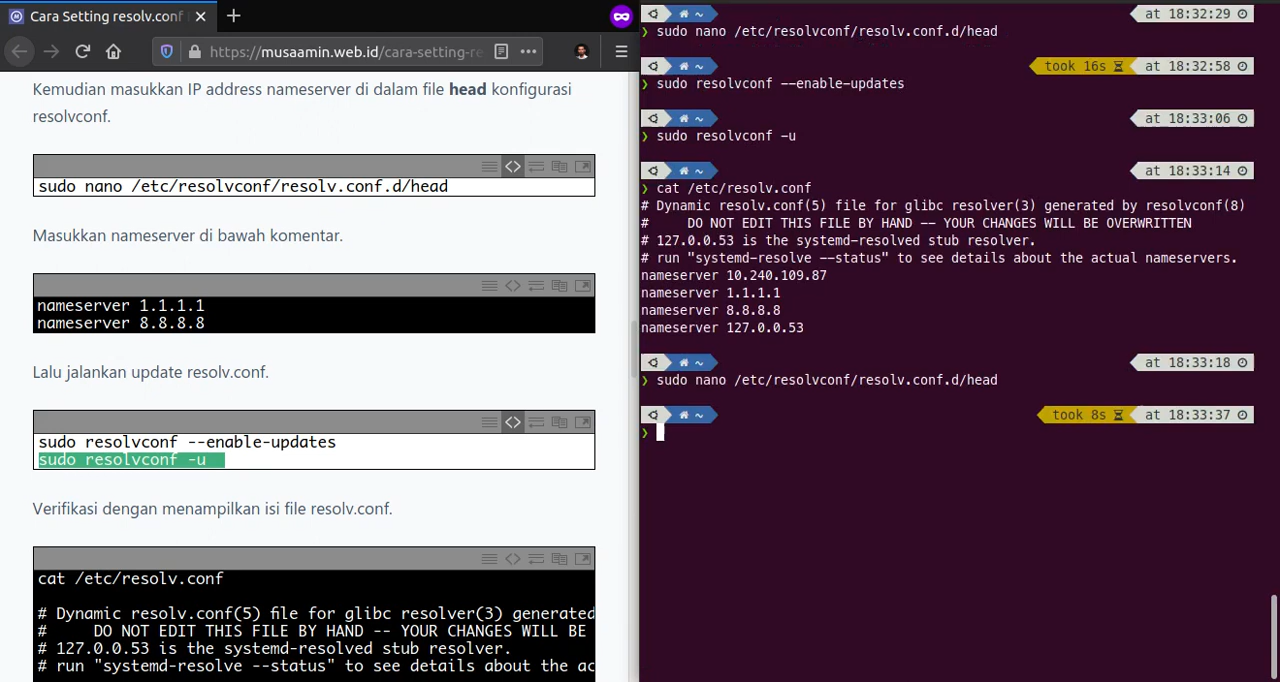 Cara Setting resolv.conf
https://musaamin.web.id/cara-setting-re
Kemudian masukkan IP address nameserver di dalam file head konfigurasi
resolvconf.
sudo nano /etc/resolvconf/resolv.conf.d/head
Masukkan nameserver di bawah komentar.
nameserver 1.1.1.1
nameserver 8.8.8.8
Lalu jalankan update resolv.conf.
sudo resolvconf --enable-updates
sudo resolvconf -u
Verifikasi dengan menampilkan isi file resolv.conf.
cat /etc/resolv.conf
# Dynamic resolv.conf(5) file for glibc resolver(3) generated
#     DO NOT EDIT THIS FILE BY HAND -- YOUR CHANGES WILL BE
# 127.0.0.53 is the systemd-resolved stub resolver.
# run "systemd-resolve --status" to see details about the ac
~ at 18:32:29
❯ sudo nano /etc/resolvconf/resolv.conf.d/head
~ took 16s at 18:32:58
❯ sudo resolvconf --enable-updates
~ at 18:33:06
❯ sudo resolvconf -u
~ at 18:33:14
❯ cat /etc/resolv.conf
# Dynamic resolv.conf(5) file for glibc resolver(3) generated by resolvconf(8)
#     DO NOT EDIT THIS FILE BY HAND -- YOUR CHANGES WILL BE OVERWRITTEN
# 127.0.0.53 is the systemd-resolved stub resolver.
# run "systemd-resolve --status" to see details about the actual nameservers.
nameserver 10.240.109.87
nameserver 1.1.1.1
nameserver 8.8.8.8
nameserver 127.0.0.53
~ at 18:33:18
❯ sudo nano /etc/resolvconf/resolv.conf.d/head
~ took 8s at 18:33:37
❯